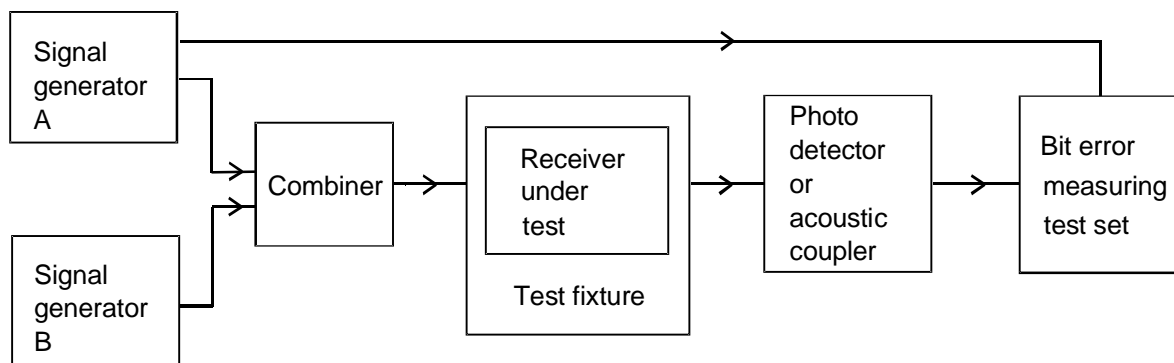 Signal
generator
A
Combiner
Signal
generator
B
Receiver
under
test
Test fixture
Photo
detector
or
acoustic
coupler
Bit error
measuring
test set